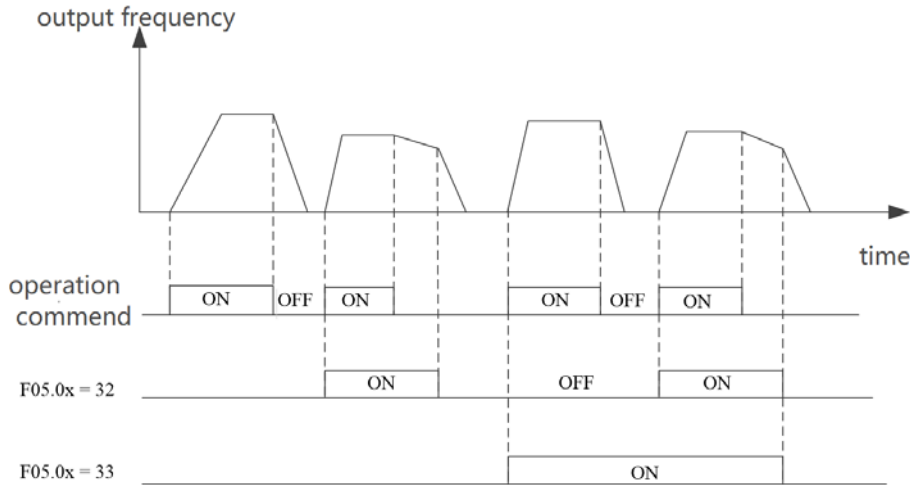 output frequency
time
operation
commend
ON OFF ON ON OFF ON
F05.0x = 32 ON OFF ON
F05.0x = 33 ON